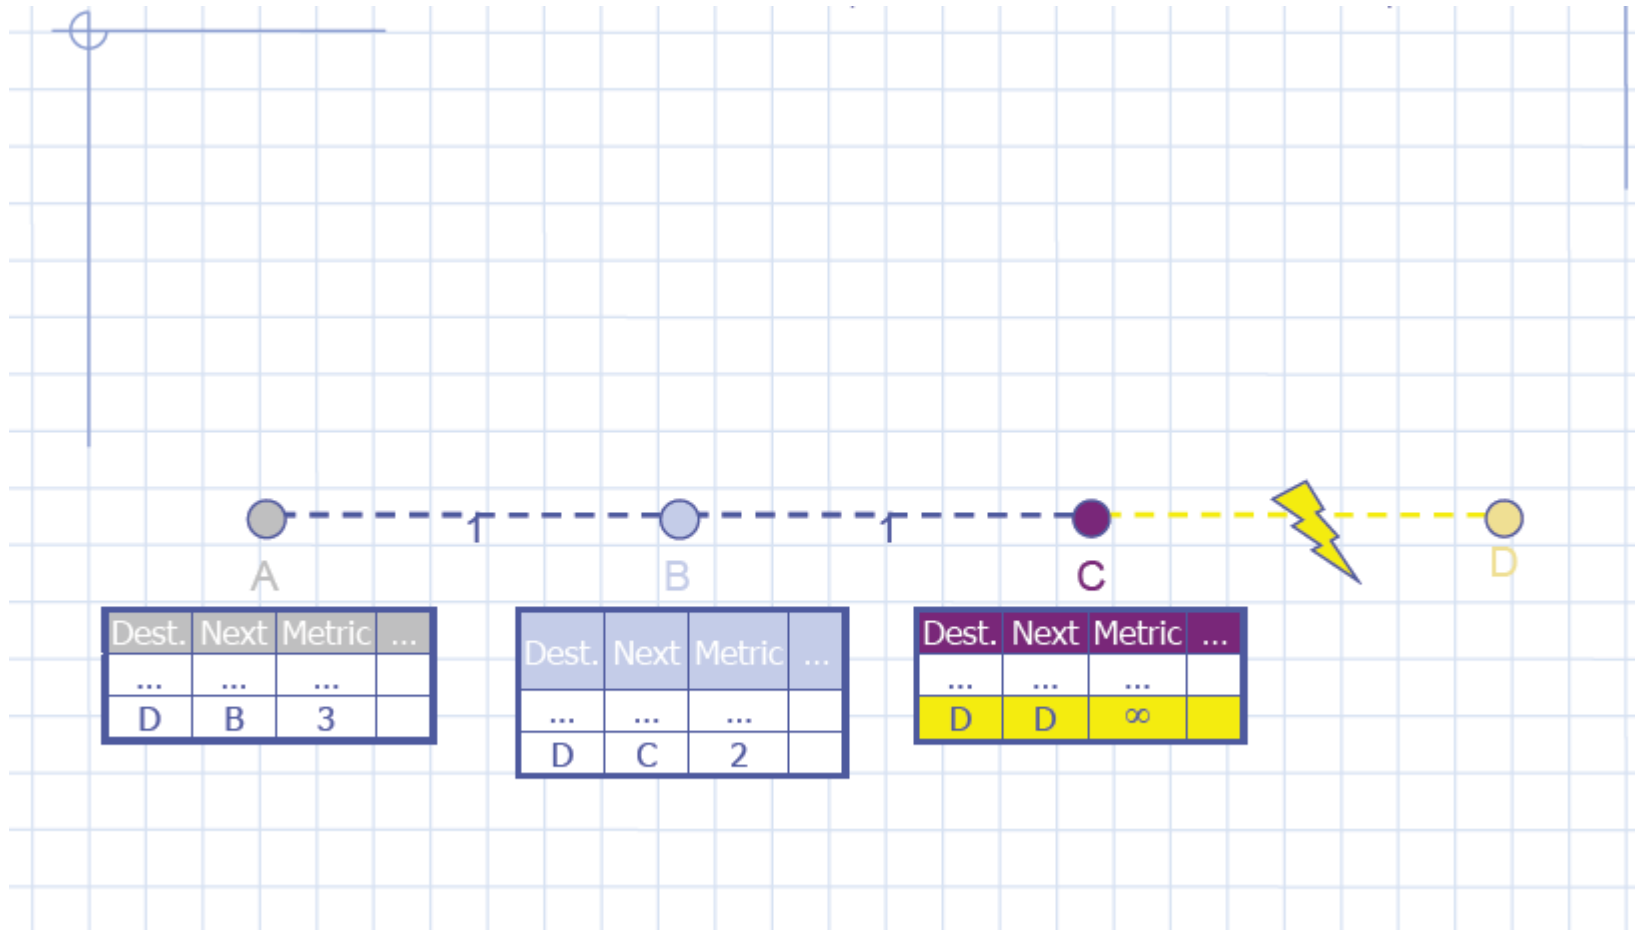 1 1
A B C D
Dest. Next Metric ...
... ... ...
D B 3
Dest. Next Metric ...
... ... ...
D C 2
Dest. Next Metric ...
... ... ...
D D ∞